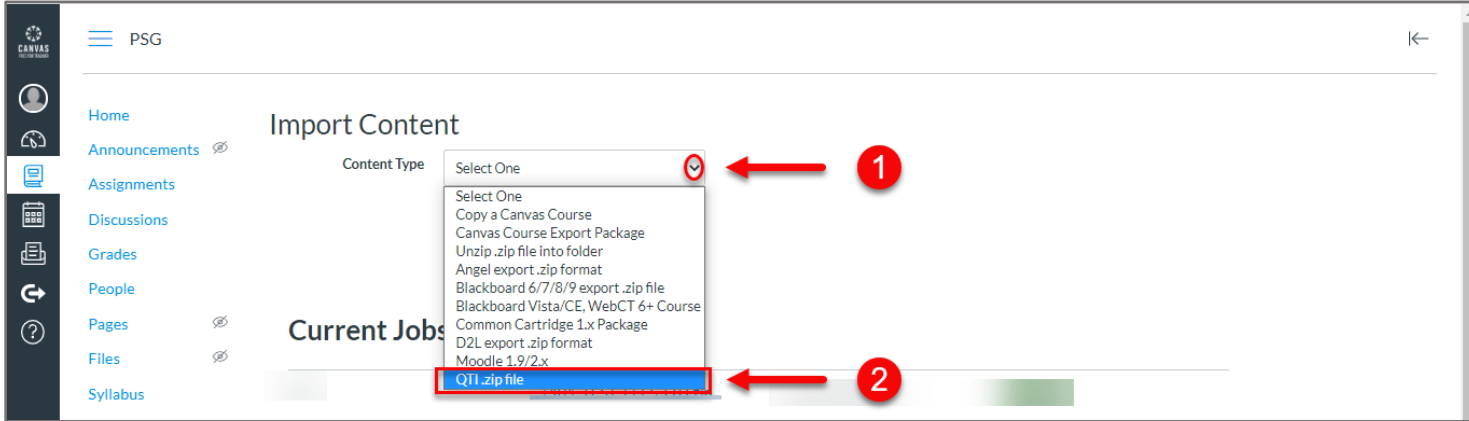 CANVAS
FREE FOR TEACHER
PSG
Home
Announcements
Assignments
Discussions
Grades
People
Pages
Files
Syllabus
Import Content
Content Type
Select One
1
Select One
Copy a Canvas Course
Canvas Course Export Package
Unzip .zip file into folder
Angel export .zip format
Blackboard 6/7/8/9 export .zip file
Blackboard Vista/CE, WebCT 6+ Course
Common Cartridge 1.x Package
D2L export .zip format
Moodle 1.9/2.x
QTI .zip file
2
Current Jobs